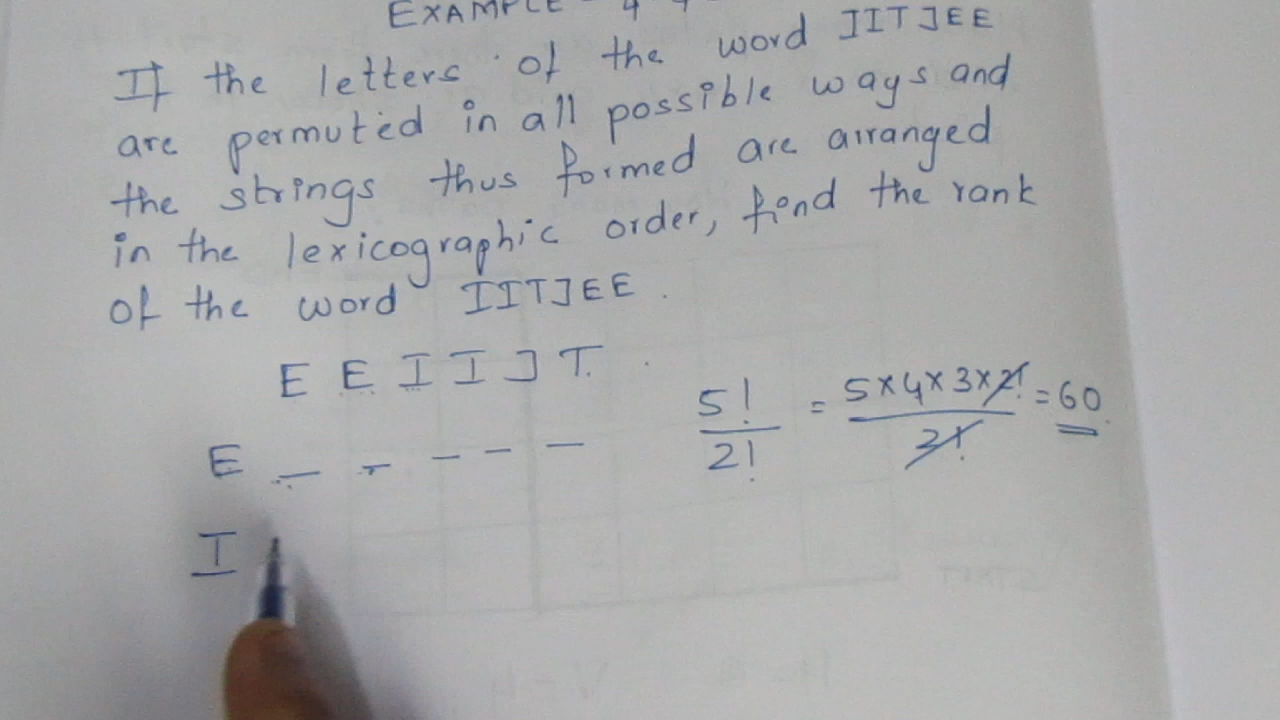 EXAMPLE - 4
If the letters of the word IITJEE
are permuted in all possible ways and
the strings thus formed are arranged
in the lexicographic order, find the rank
of the word IITJEE.
E E I I J T.
E _ _ _ _ _ 5!/2! = 5×4×3×2!/2! = 60
I